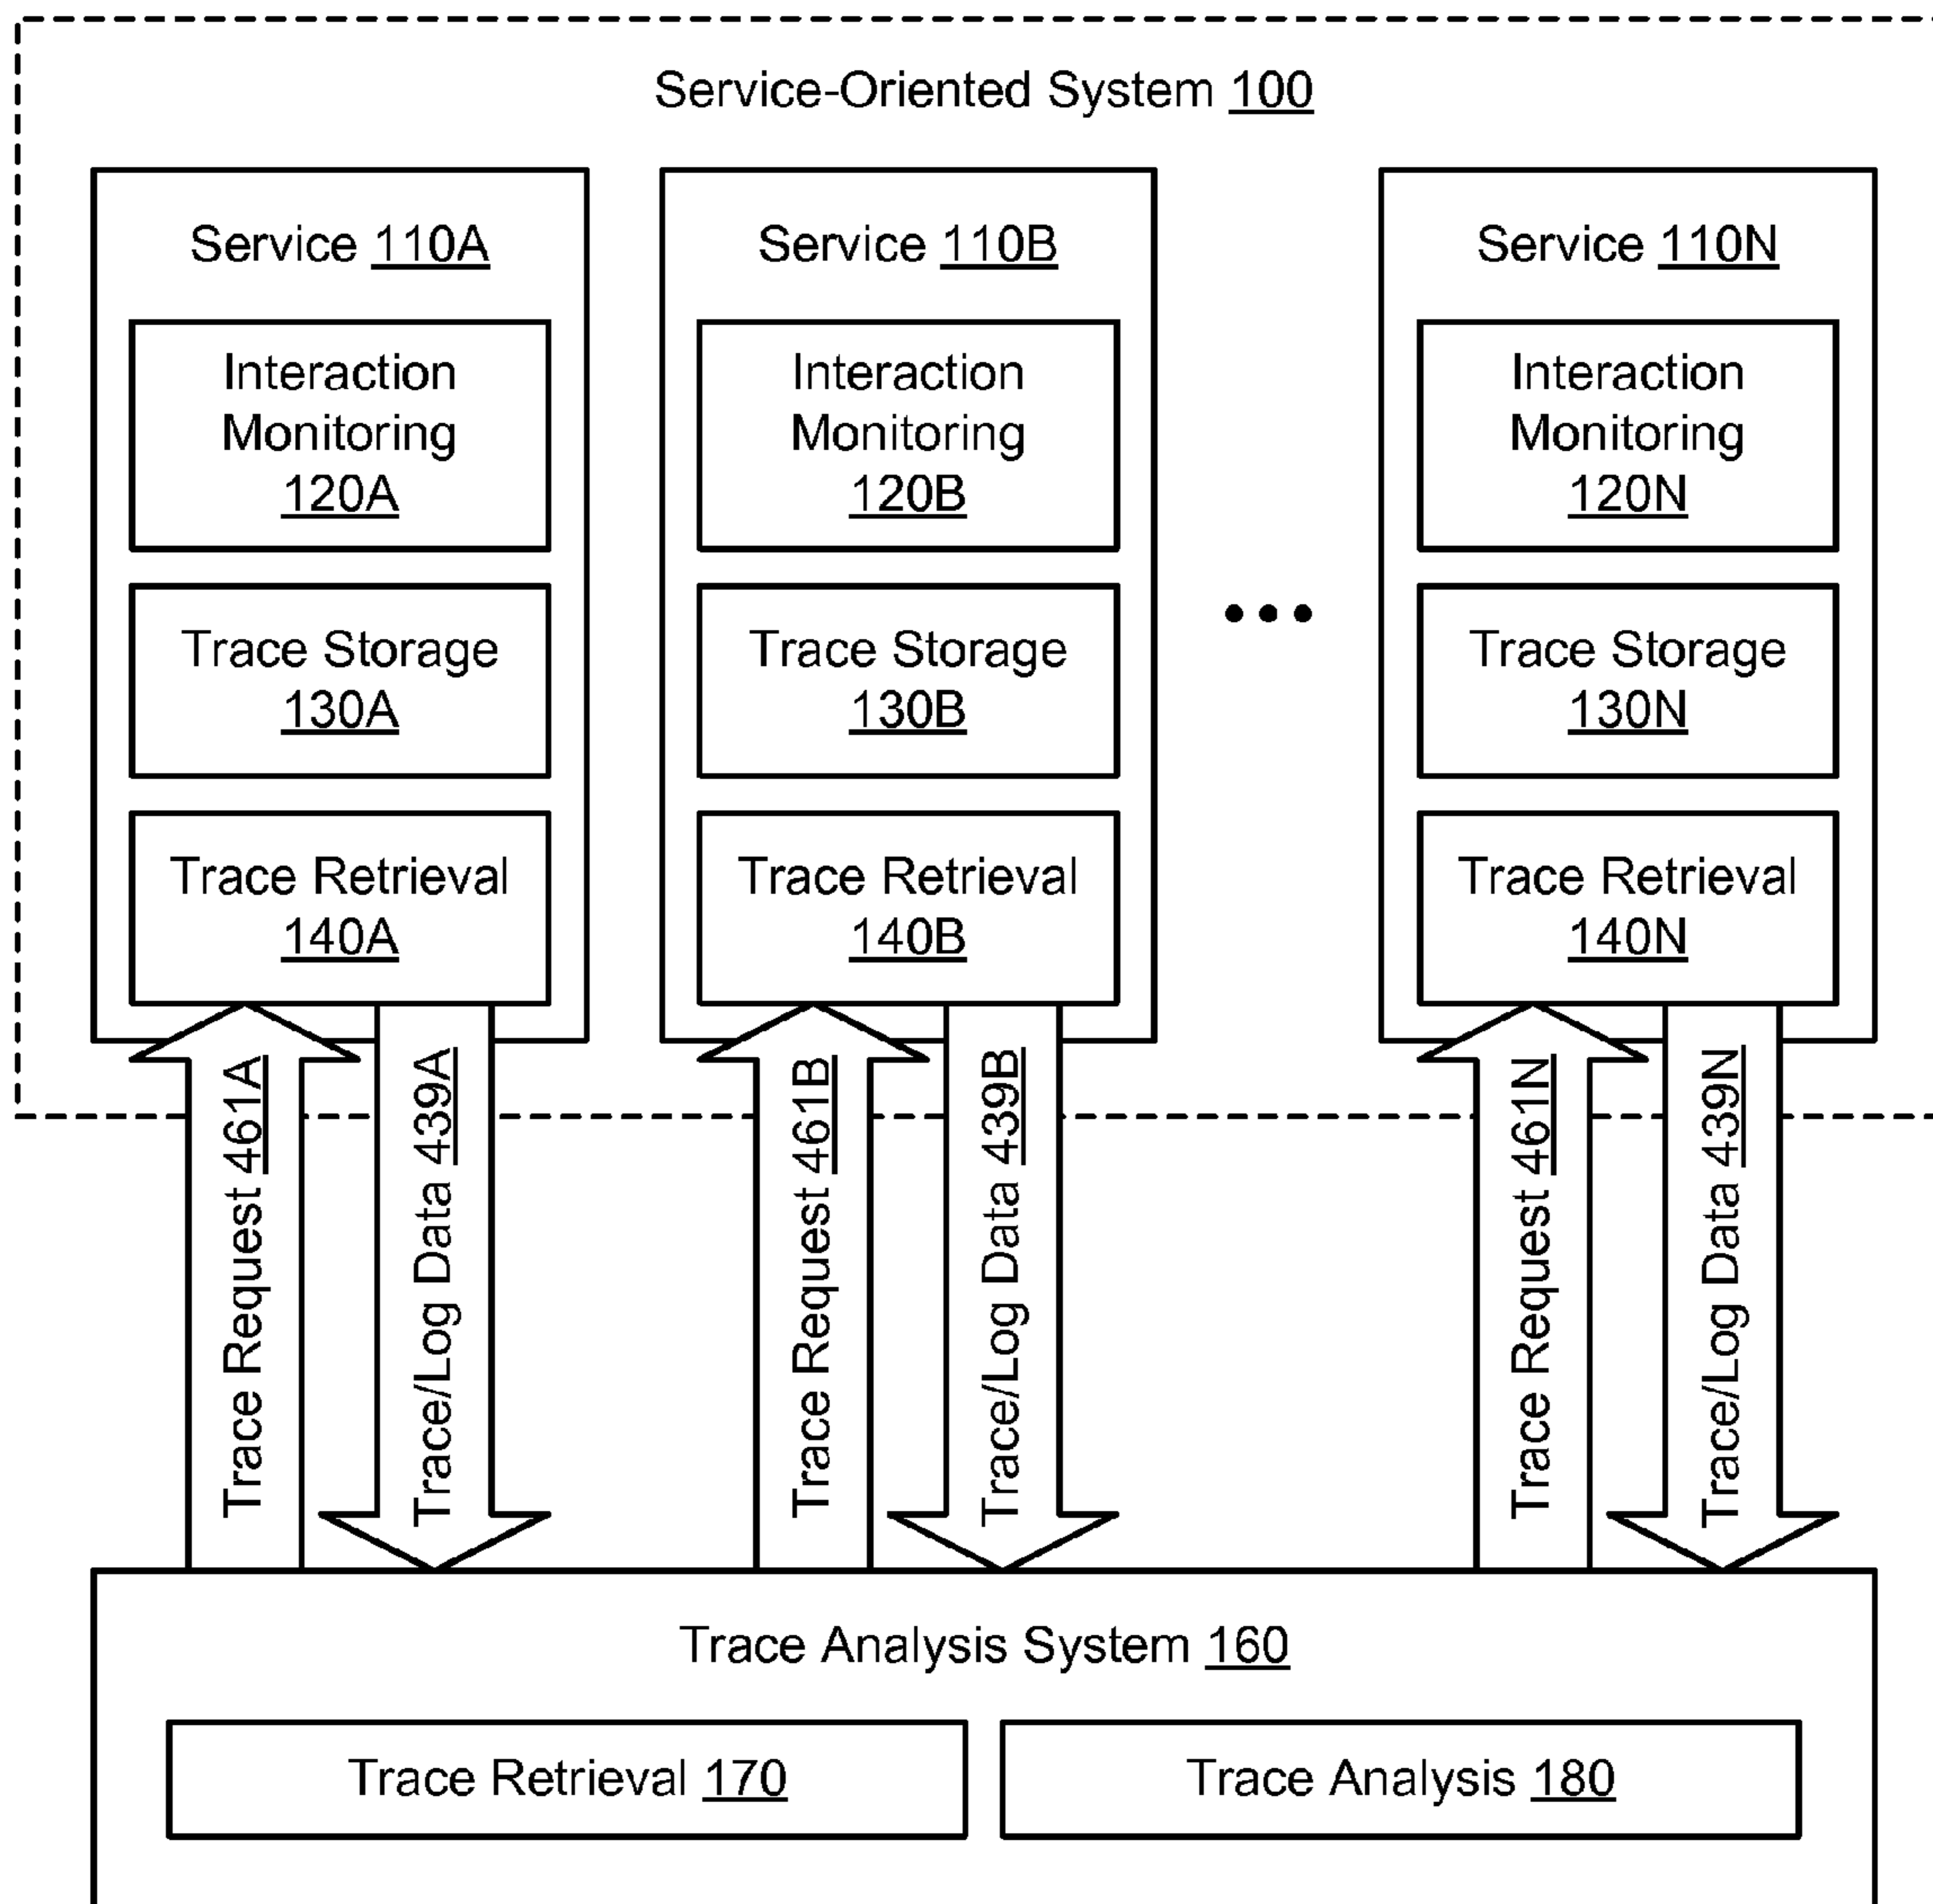 Service-Oriented System 100
Service 110A
Interaction
Monitoring
120A
Trace Storage
130A
Trace Retrieval
140A
Service 110B
Interaction
Monitoring
120B
Trace Storage
130B
Trace Retrieval
140B
Service 110N
Interaction
Monitoring
120N
Trace Storage
130N
Trace Retrieval
140N
Trace Request 461A
Trace/Log Data 439A
Trace Request 461B
Trace/Log Data 439B
Trace Request 461N
Trace/Log Data 439N
Trace Analysis System 160
Trace Retrieval 170
Trace Analysis 180